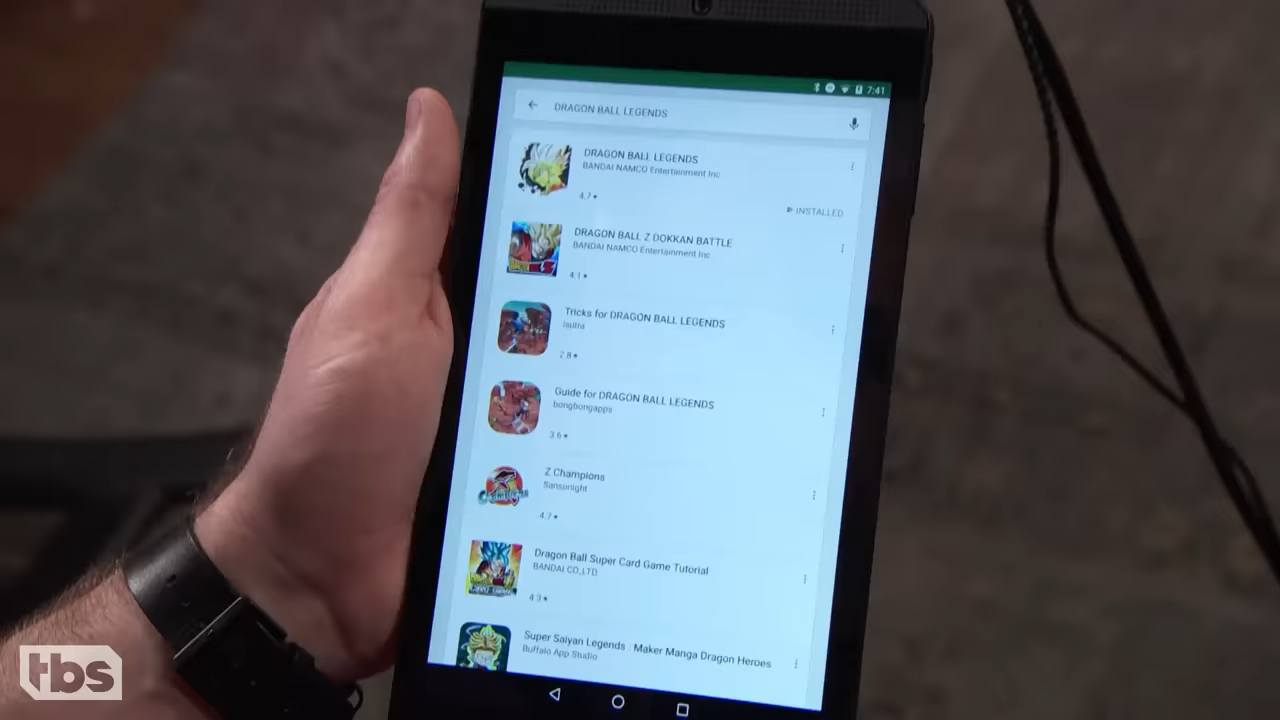 7:41
DRAGON BALL LEGENDS
DRAGON BALL LEGENDS
BANDAI NAMCO Entertainment Inc
4.7★
INSTALLED
DRAGON BALL Z DOKKAN BATTLE
BANDAI NAMCO Entertainment Inc
4.1★
Tricks for DRAGON BALL LEGENDS
2.8★
Guide for DRAGON BALL LEGENDS
bongbongapps
3.6★
Z Champions
Sansonight
4.7★
Dragon Ball Super Card Game Tutorial
BANDAI CO.,LTD
4.3★
Super Saiyan Legends : Maker Manga Dragon Heroes
Buffalo App Studio
tbs